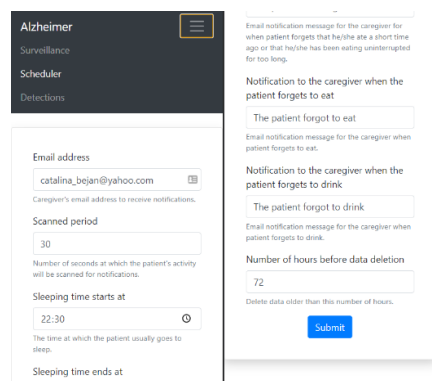 Alzheimer
Surveillance
Scheduler
Detections
Email address
catalina_bejan@yahoo.com
Caregiver's email address to receive notifications.
Scanned period
30
Number of seconds at which the patient's activity
will be scanned for notifications.
Sleeping time starts at
22:30
The time at which the patient usually goes to
sleep.
Sleeping time ends at
Email notification message for the caregiver for
when patient forgets that he/she ate a short time
ago or that he/she has been eating uninterrupted
for too long.
Notification to the caregiver when the
patient forgets to eat
The patient forgot to eat
Email notification message for the caregiver when
patient forgets to eat.
Notification to the caregiver when the
patient forgets to drink
The patient forgot to drink
Email notification message for the caregiver when
patient forgets to drink.
Number of hours before data deletion
72
Delete data older than this number of hours.
Submit